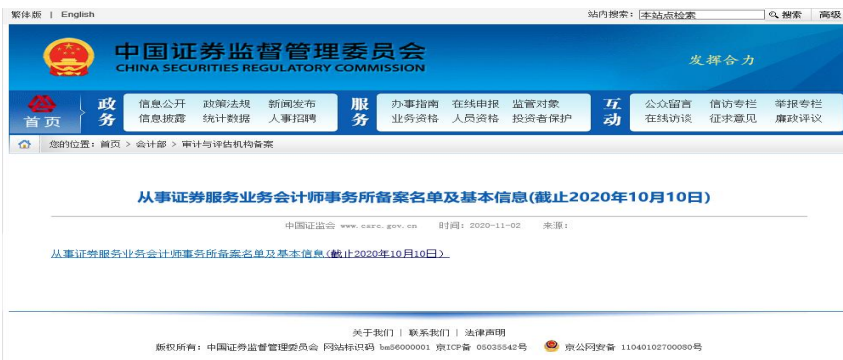 繁体版 | English 站内搜索: 本站点检索 搜索 高级
中国证券监督管理委员会
CHINA SECURITIES REGULATORY COMMISSION
发挥合力
首页 政务 信息公开 政策法规 新闻发布 服务 办事指南 在线申报 监管对象 互动 公众留言 信访专栏 举报专栏
信息披露 统计数据 人事招聘 业务资格 人员资格 投资者保护 在线访谈 征求意见 廉政评议
您的位置: 首页 > 会计部 > 审计与评估机构备案
从事证券服务业务会计师事务所备案名单及基本信息(截止2020年10月10日)
中国证监会 www.csrc.gov.cn 时间: 2020-11-02 来源:
从事证券服务业务会计师事务所备案名单及基本信息(截止2020年10月10日)
关于我们 | 联系我们 | 法律声明
版权所有: 中国证券监督管理委员会 网站标识码 bm56000001 京ICP备 05035542号 京公网安备 11040102700080号